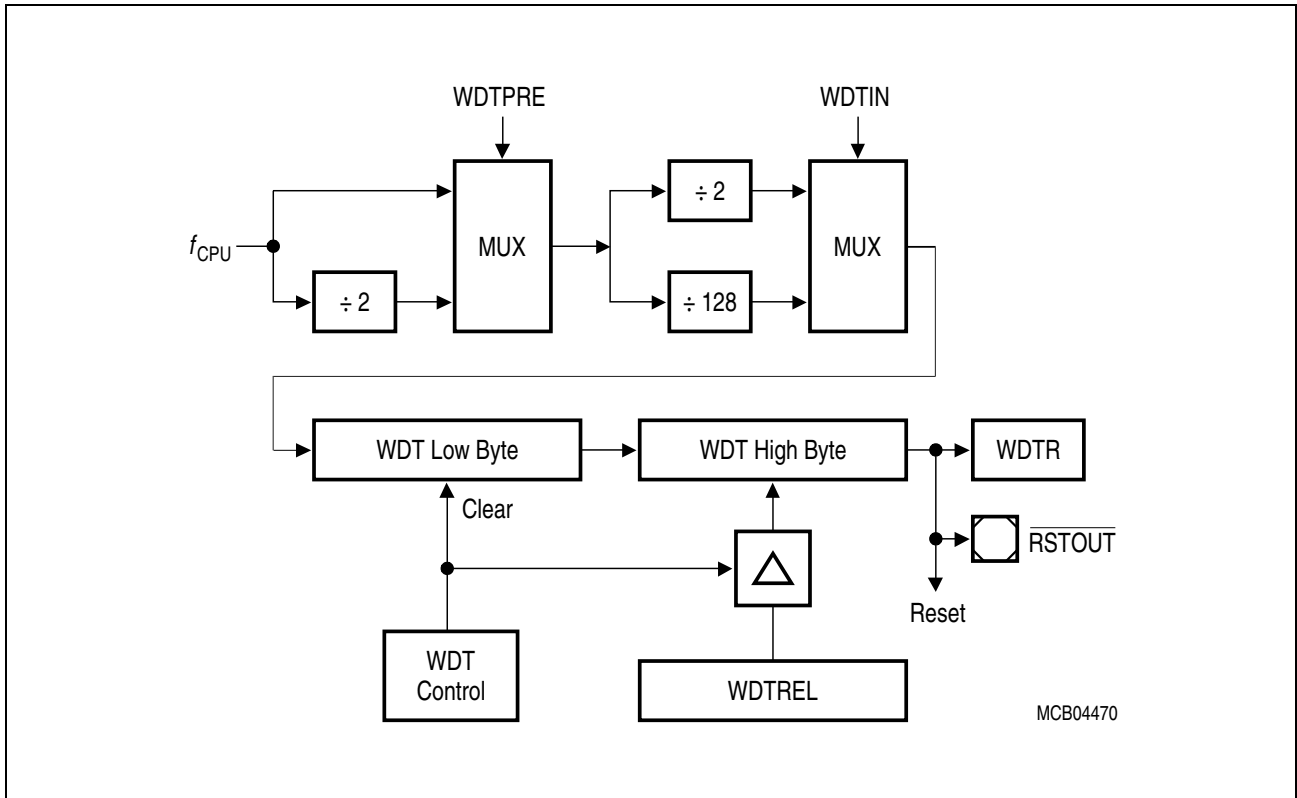 WDTPRE
WDTIN
MUX
÷ 2
MUX
fCPU
÷ 2
÷ 128
WDT Low Byte
WDT High Byte
WDTR
Clear
RSTOUT
Reset
WDT
Control
WDTREL
MCB04470